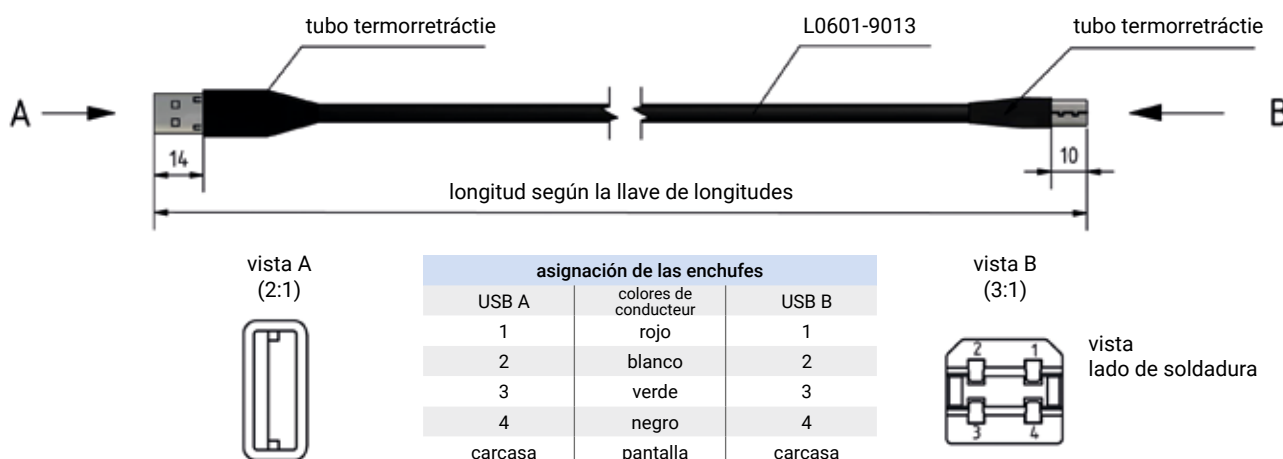 tubo termorretráctie
L0601-9013
tubo termorretráctie
A
B
14
10
longitud según la llave de longitudes
vista A
(2:1)
asignación de las enchufes
USB A colores de conducteur USB B
1 rojo 1
2 blanco 2
3 verde 3
4 negro 4
carcasa pantalla carcasa
vista B
(3:1)
2 1
3 4
vista
lado de soldadura